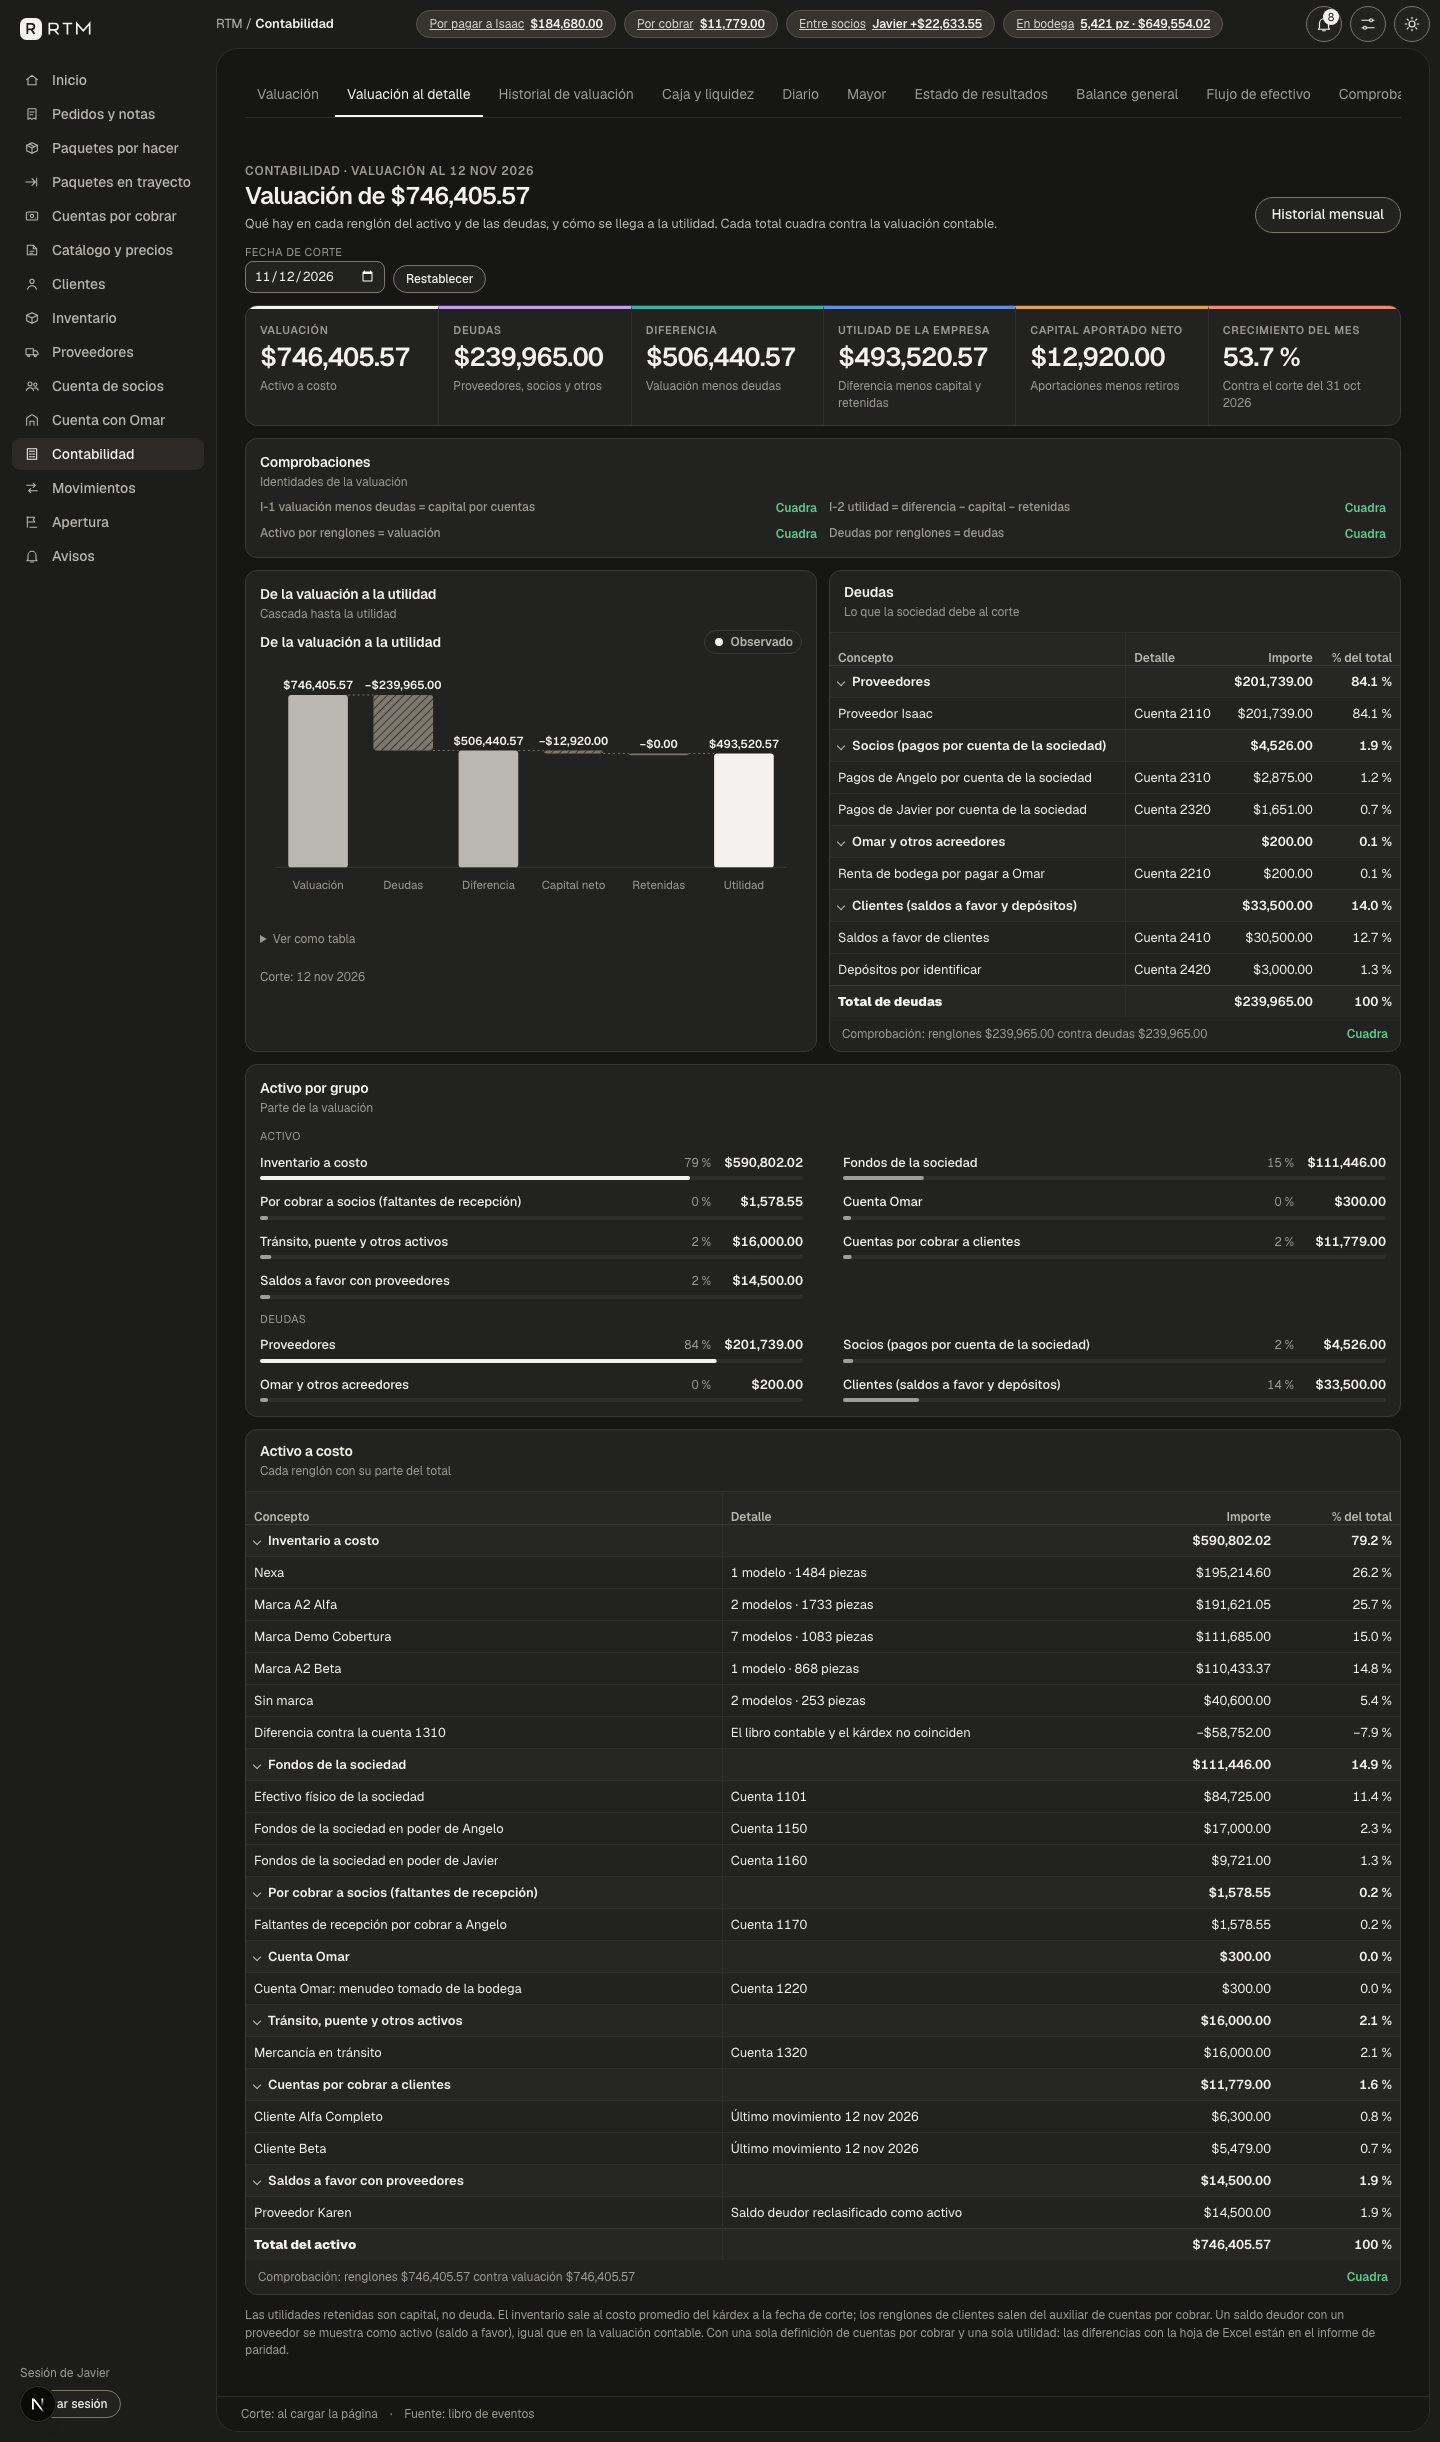 R RTM
RTM / Contabilidad
Por pagar a Isaac $184,680.00
Por cobrar $11,779.00
Entre socios Javier +$22,633.55
En bodega 5,421 pz · $649,554.02
8
Inicio
Pedidos y notas
Paquetes por hacer
Paquetes en trayecto
Cuentas por cobrar
Catálogo y precios
Clientes
Inventario
Proveedores
Cuenta de socios
Cuenta con Omar
Contabilidad
Movimientos
Apertura
Avisos
Valuación Valuación al detalle Historial de valuación Caja y liquidez Diario Mayor Estado de resultados Balance general Flujo de efectivo Comproba
CONTABILIDAD · VALUACIÓN AL 12 NOV 2026
Valuación de $746,405.57
Qué hay en cada renglón del activo y de las deudas, y cómo se llega a la utilidad. Cada total cuadra contra la valuación contable.
Historial mensual
FECHA DE CORTE
11/12/2026
Restablecer
VALUACIÓN
$746,405.57
Activo a costo
DEUDAS
$239,965.00
Proveedores, socios y otros
DIFERENCIA
$506,440.57
Valuación menos deudas
UTILIDAD DE LA EMPRESA
$493,520.57
Diferencia menos capital y
retenidas
CAPITAL APORTADO NETO
$12,920.00
Aportaciones menos retiros
CRECIMIENTO DEL MES
53.7 %
Contra el corte del 31 oct
2026
Comprobaciones
Identidades de la valuación
I-1 valuación menos deudas = capital por cuentas Cuadra
I-2 utilidad = diferencia − capital − retenidas Cuadra
Activo por renglones = valuación Cuadra
Deudas por renglones = deudas Cuadra
De la valuación a la utilidad
Cascada hasta la utilidad
De la valuación a la utilidad
Observado
$746,405.57 −$239,965.00
$506,440.57 −$12,920.00 −$0.00 $493,520.57
Valuación Deudas Diferencia Capital neto Retenidas Utilidad
Ver como tabla
Corte: 12 nov 2026
Deudas
Lo que la sociedad debe al corte
Concepto Detalle Importe % del total
Proveedores $201,739.00 84.1 %
Proveedor Isaac Cuenta 2110 $201,739.00 84.1 %
Socios (pagos por cuenta de la sociedad) $4,526.00 1.9 %
Pagos de Angelo por cuenta de la sociedad Cuenta 2310 $2,875.00 1.2 %
Pagos de Javier por cuenta de la sociedad Cuenta 2320 $1,651.00 0.7 %
Omar y otros acreedores $200.00 0.1 %
Renta de bodega por pagar a Omar Cuenta 2210 $200.00 0.1 %
Clientes (saldos a favor y depósitos) $33,500.00 14.0 %
Saldos a favor de clientes Cuenta 2410 $30,500.00 12.7 %
Depósitos por identificar Cuenta 2420 $3,000.00 1.3 %
Total de deudas $239,965.00 100 %
Comprobación: renglones $239,965.00 contra deudas $239,965.00 Cuadra
Activo por grupo
Parte de la valuación
ACTIVO
Inventario a costo 79 % $590,802.02
Fondos de la sociedad 15 % $111,446.00
Por cobrar a socios (faltantes de recepción) 0 % $1,578.55
Cuenta Omar 0 % $300.00
Tránsito, puente y otros activos 2 % $16,000.00
Cuentas por cobrar a clientes 2 % $11,779.00
Saldos a favor con proveedores 2 % $14,500.00
DEUDAS
Proveedores 84 % $201,739.00
Socios (pagos por cuenta de la sociedad) 2 % $4,526.00
Omar y otros acreedores 0 % $200.00
Clientes (saldos a favor y depósitos) 14 % $33,500.00
Activo a costo
Cada renglón con su parte del total
Concepto Detalle Importe % del total
Inventario a costo $590,802.02 79.2 %
Nexa 1 modelo · 1484 piezas $195,214.60 26.2 %
Marca A2 Alfa 2 modelos · 1733 piezas $191,621.05 25.7 %
Marca Demo Cobertura 7 modelos · 1083 piezas $111,685.00 15.0 %
Marca A2 Beta 1 modelo · 868 piezas $110,433.37 14.8 %
Sin marca 2 modelos · 253 piezas $40,600.00 5.4 %
Diferencia contra la cuenta 1310 El libro contable y el kárdex no coinciden −$58,752.00 −7.9 %
Fondos de la sociedad $111,446.00 14.9 %
Efectivo físico de la sociedad Cuenta 1101 $84,725.00 11.4 %
Fondos de la sociedad en poder de Angelo Cuenta 1150 $17,000.00 2.3 %
Fondos de la sociedad en poder de Javier Cuenta 1160 $9,721.00 1.3 %
Por cobrar a socios (faltantes de recepción) $1,578.55 0.2 %
Faltantes de recepción por cobrar a Angelo Cuenta 1170 $1,578.55 0.2 %
Cuenta Omar $300.00 0.0 %
Cuenta Omar: menudeo tomado de la bodega Cuenta 1220 $300.00 0.0 %
Tránsito, puente y otros activos $16,000.00 2.1 %
Mercancía en tránsito Cuenta 1320 $16,000.00 2.1 %
Cuentas por cobrar a clientes $11,779.00 1.6 %
Cliente Alfa Completo Último movimiento 12 nov 2026 $6,300.00 0.8 %
Cliente Beta Último movimiento 12 nov 2026 $5,479.00 0.7 %
Saldos a favor con proveedores $14,500.00 1.9 %
Proveedor Karen Saldo deudor reclasificado como activo $14,500.00 1.9 %
Total del activo $746,405.57 100 %
Comprobación: renglones $746,405.57 contra valuación $746,405.57 Cuadra
Las utilidades retenidas son capital, no deuda. El inventario sale al costo promedio del kárdex a la fecha de corte; los renglones de clientes salen del auxiliar de cuentas por cobrar. Un saldo deudor con un
proveedor se muestra como activo (saldo a favor), igual que en la valuación contable. Con una sola definición de cuentas por cobrar y una sola utilidad: las diferencias con la hoja de Excel están en el informe de
paridad.
Sesión de Javier
N ar sesión
Corte: al cargar la página · Fuente: libro de eventos